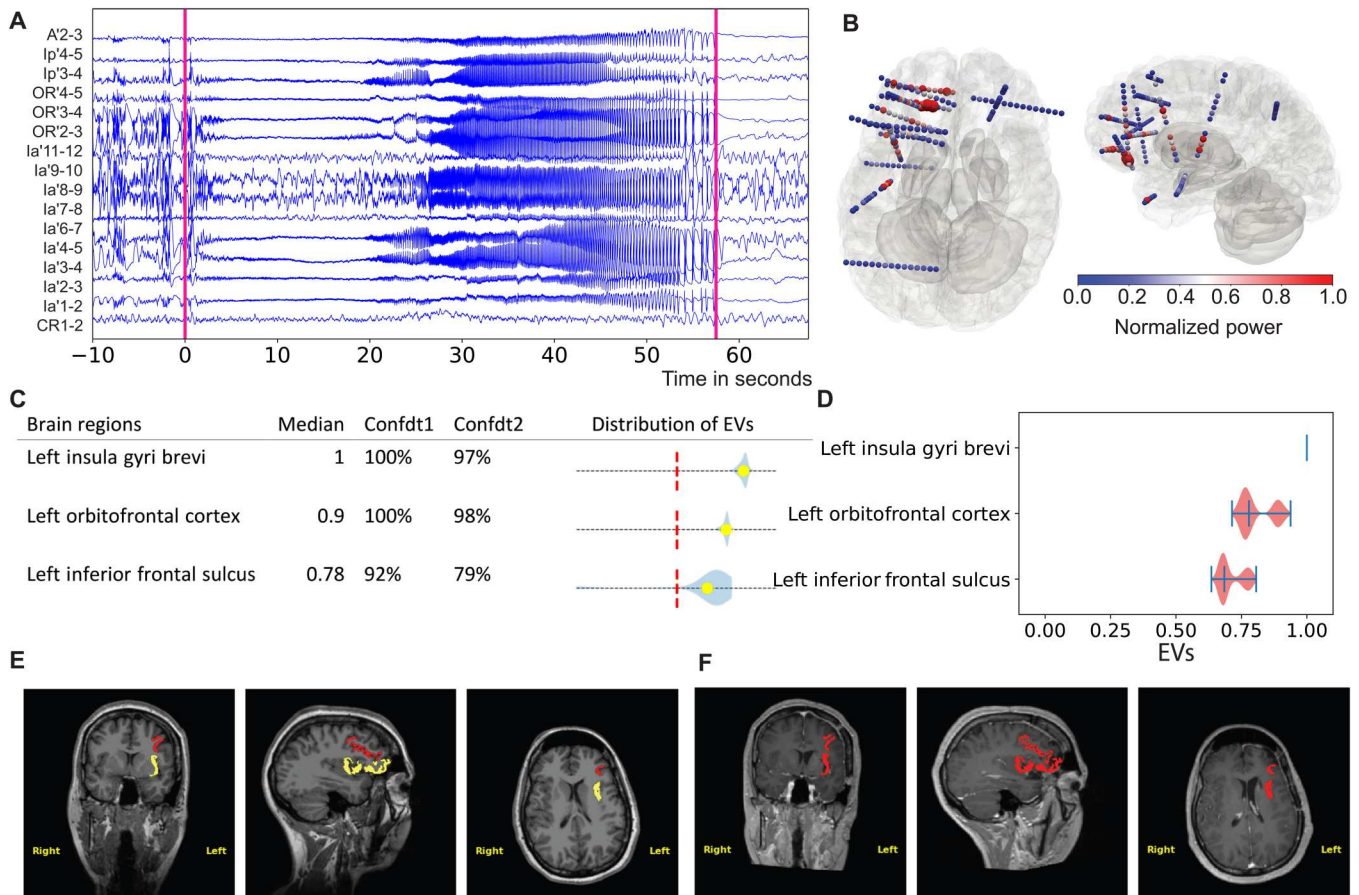 A
A'2-3
Ip'4-5
Ip'3-4
OR'4-5
OR'3-4
OR'2-3
Ia'11-12
Ia'9-10
Ia'8-9
Ia'7-8
Ia'6-7
Ia'4-5
Ia'3-4
Ia'2-3
Ia'1-2
CR1-2
−10 0 10 20 30 40 50 60
Time in seconds
B
0.0 0.2 0.4 0.6 0.8 1.0
Normalized power
C
Brain regions Median Confdt1 Confdt2 Distribution of EVs
Left insula gyri brevi 1 100% 97%
Left orbitofrontal cortex 0.9 100% 98%
Left inferior frontal sulcus 0.78 92% 79%
D
Left insula gyri brevi
Left orbitofrontal cortex
Left inferior frontal sulcus
0.00 0.25 0.50 0.75 1.00
EVs
E
Right Left
Right Left
F
Right Left
Right Left